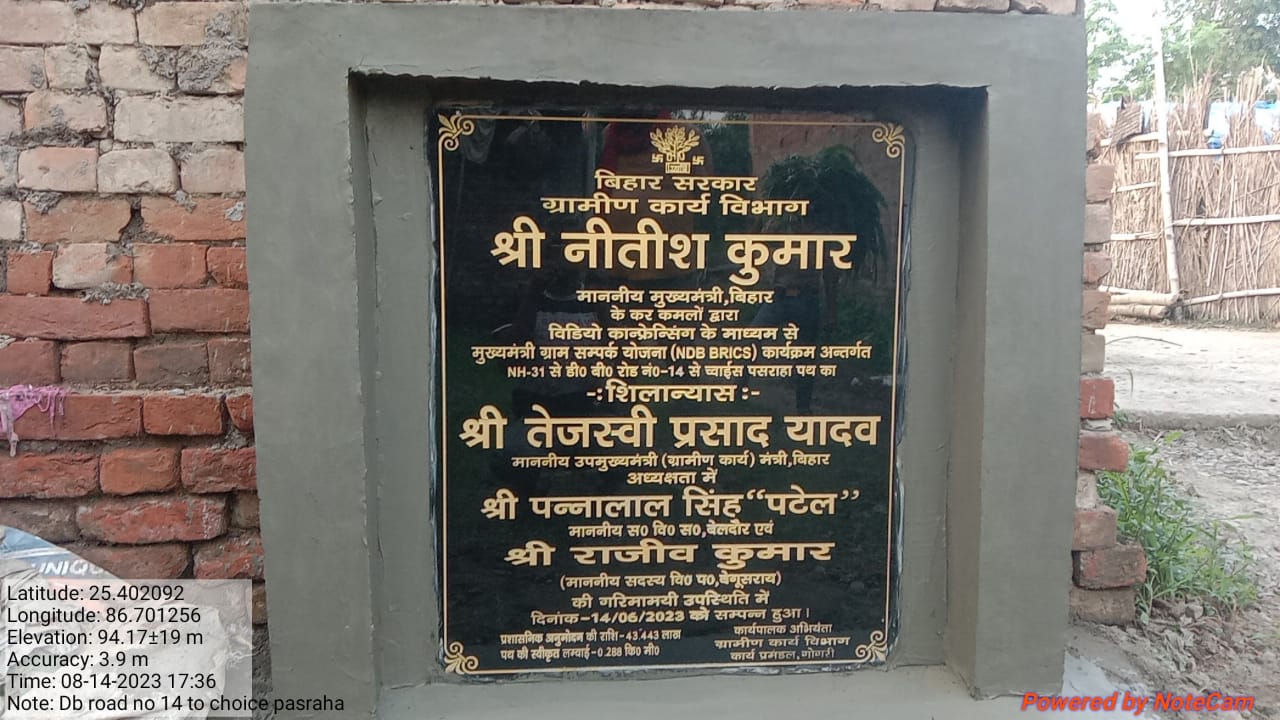 बिहार सरकार
ग्रामीण कार्य विभाग
श्री नीतीश कुमार
माननीय मुख्यमंत्री,बिहार
के कर कमलों द्वारा
विडियो कान्फ्रेन्सिंग के माध्यम से
मुख्यमंत्री ग्राम सम्पर्क योजना (NDB BRICS) कार्यक्रम अन्तर्गत
NH-31 से डी० बी० रोड नं०-14 से च्वाईस पसराहा पथ का
-: शिलान्यास :-
श्री तेजस्वी प्रसाद यादव
माननीय उपमुख्यमंत्री (ग्रामीण कार्य) मंत्री,बिहार
अध्यक्षता में
श्री पन्नालाल सिंह “पटेल”
माननीय स० वि० स०,बेलदौर एवं
श्री राजीव कुमार
(माननीय सदस्य वि० प०,बेगूसराय)
की गरिमामयी उपस्थिति में
दिनांक-14/06/2023 को सम्पन्न हुआ।
प्रशासनिक अनुमोदन की राशि-43.443 लाख
पथ की स्वीकृत लम्बाई-0.288 कि० मी०
कार्यपालक अभियंता
ग्रामीण कार्य विभाग
कार्य प्रमंडल, गोगरी
UNIQU
Latitude: 25.402092
Longitude: 86.701256
Elevation: 94.17±19 m
Accuracy: 3.9 m
Time: 08-14-2023 17:36
Note: Db road no 14 to choice pasraha
Powered by NoteCam